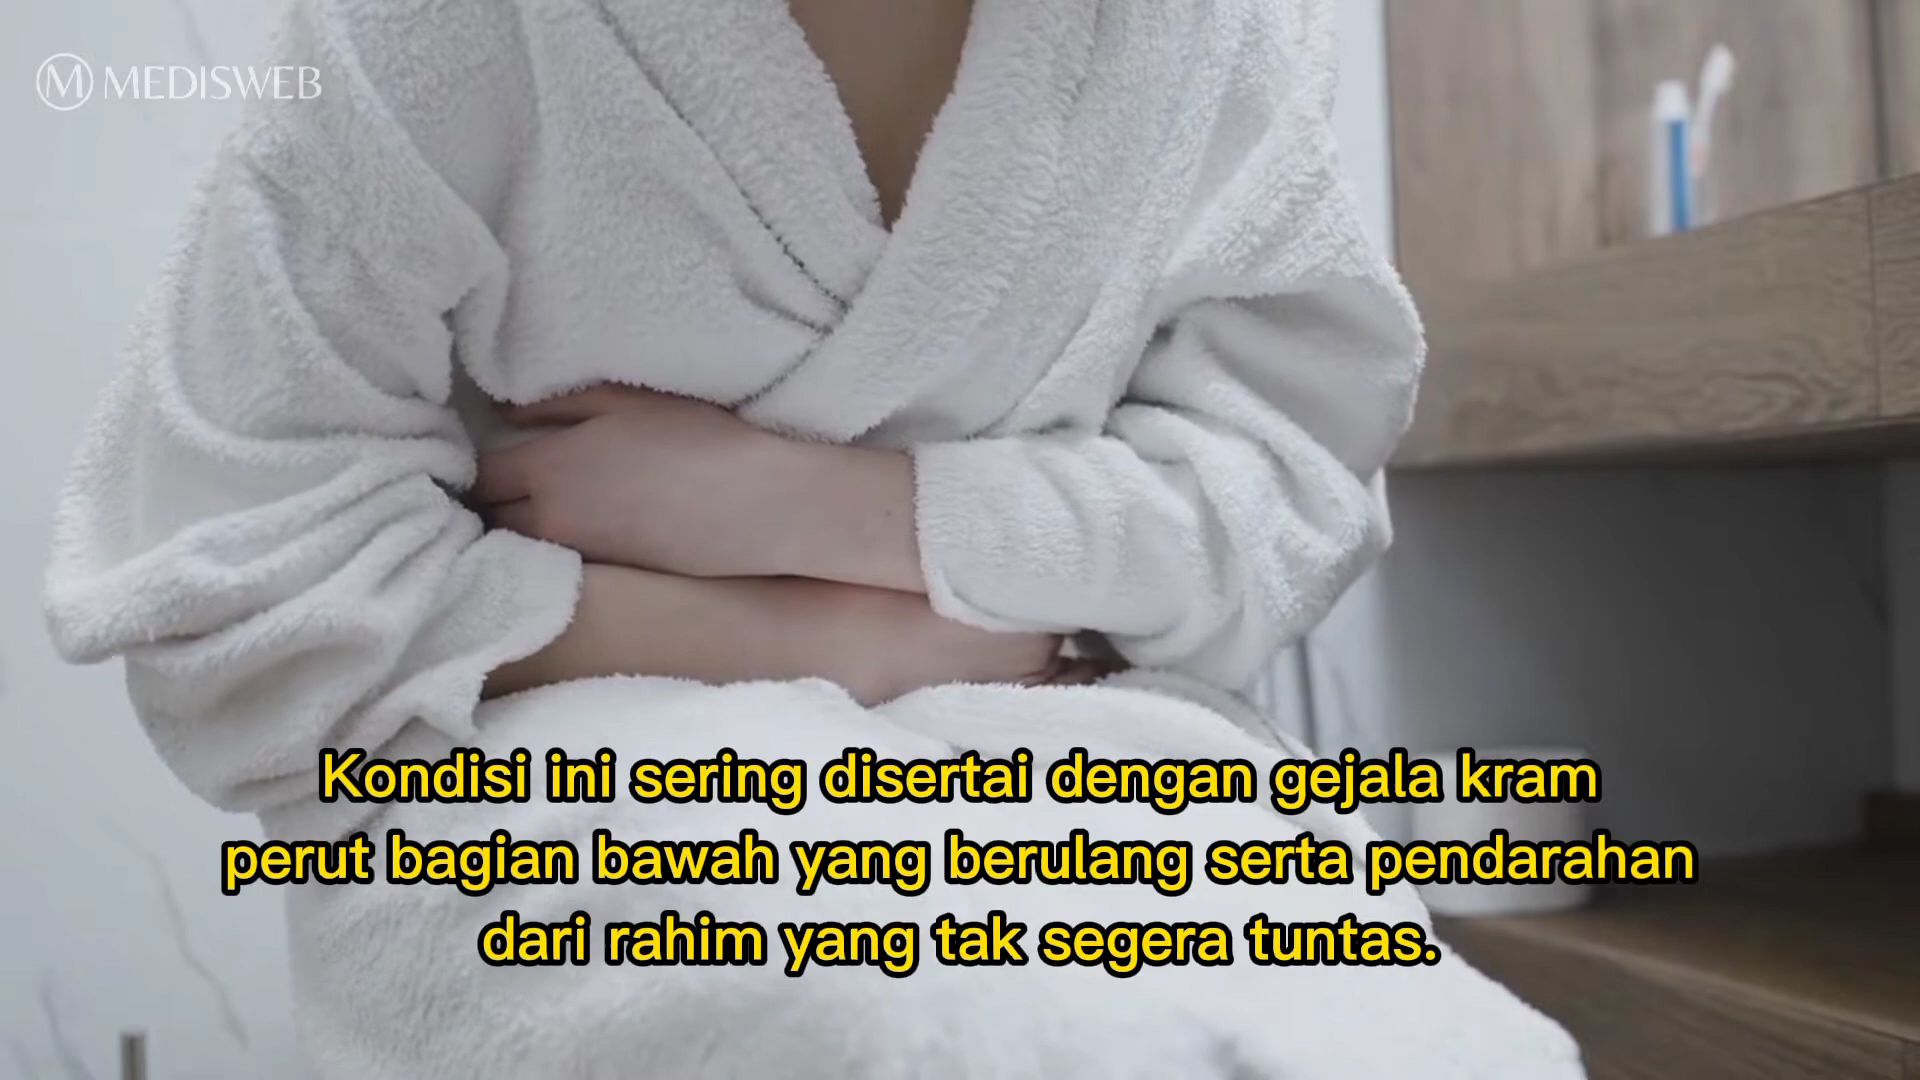 MEDISWEB
Kondisi ini sering disertai dengan gejala kram
perut bagian bawah yang berulang serta pendarahan
dari rahim yang tak segera tuntas.